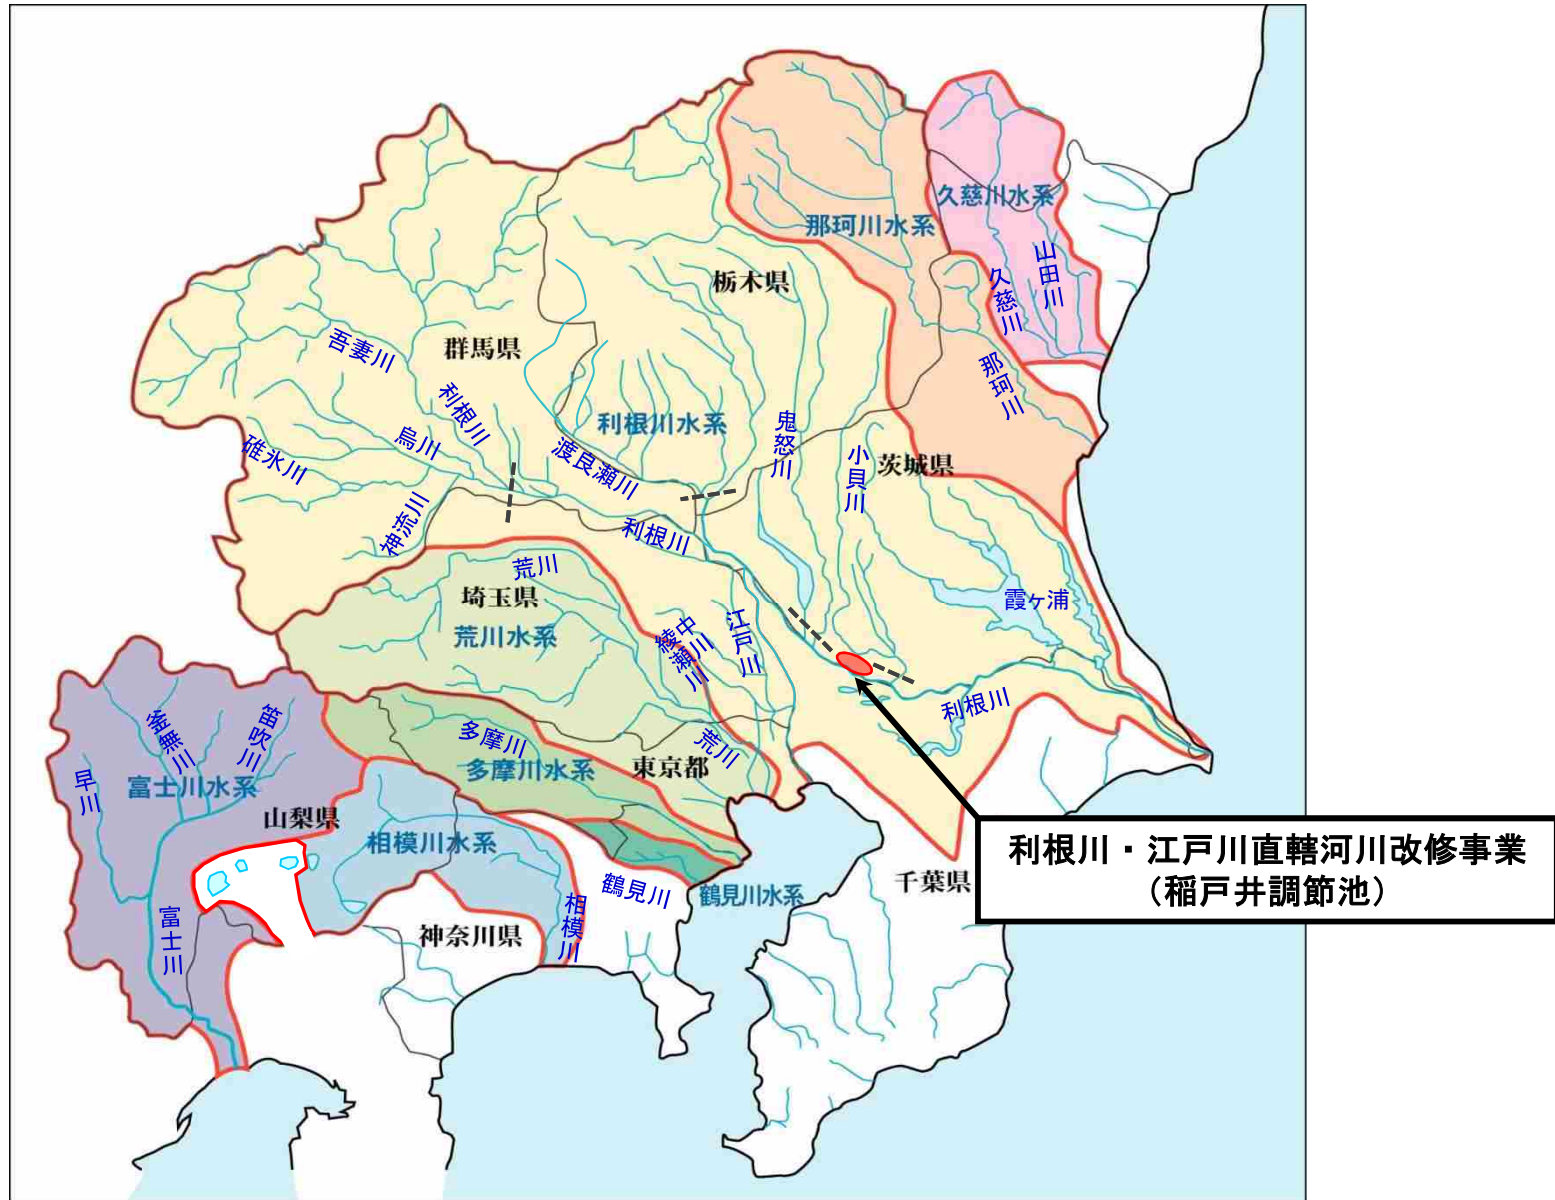 久慈川水系
那珂川水系
山田川
栃木県
久慈川
吾妻川
群馬県
那珂川
利根川
利根川水系
鬼怒川
烏川
碓氷川
渡良瀬川
小貝川
茨城県
神流川
利根川
荒川
埼玉県
霞ヶ浦
荒川水系
綾瀬川
中川
江戸川
利根川
釜無川
笛吹川
多摩川
荒川
早川
富士川水系
多摩川水系
東京都
山梨県
相模川水系
利根川・江戸川直轄河川改修事業
（稲戸井調節池）
千葉県
鶴見川
鶴見川水系
相模川
富士川
神奈川県